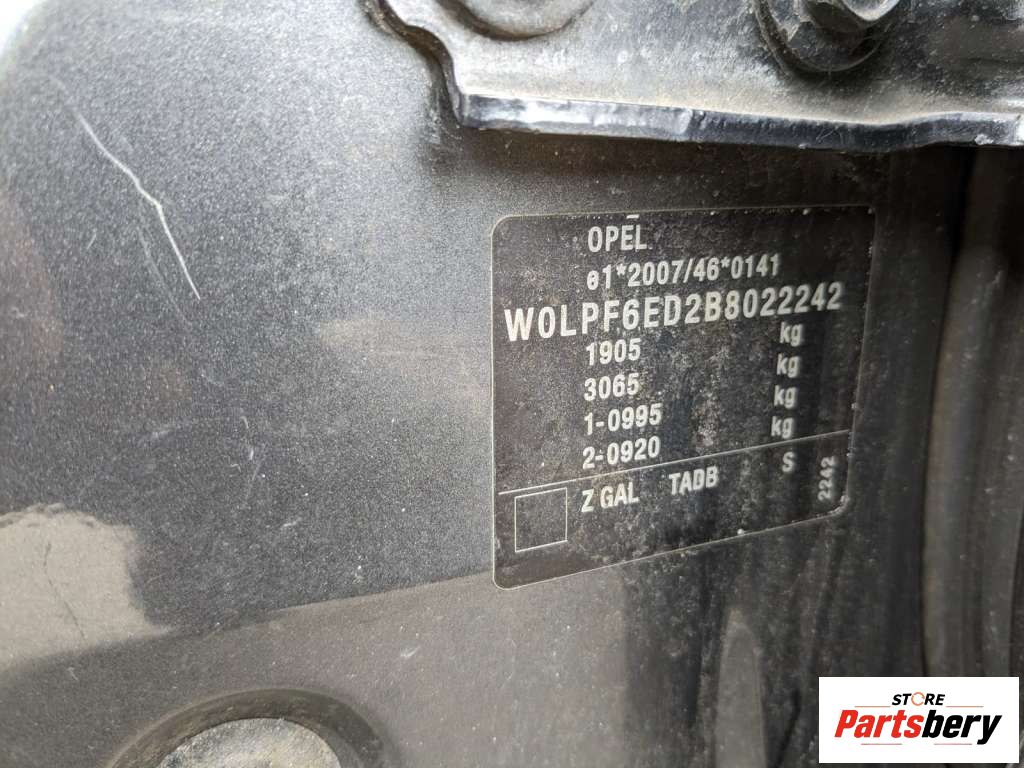 OPEL
e1*2007/46*0141
W0LPF6ED2B8022242
1905 kg
3065 kg
1-0995 kg
2-0920 kg
Z GAL TADB S
2242
STORE
Partsbery